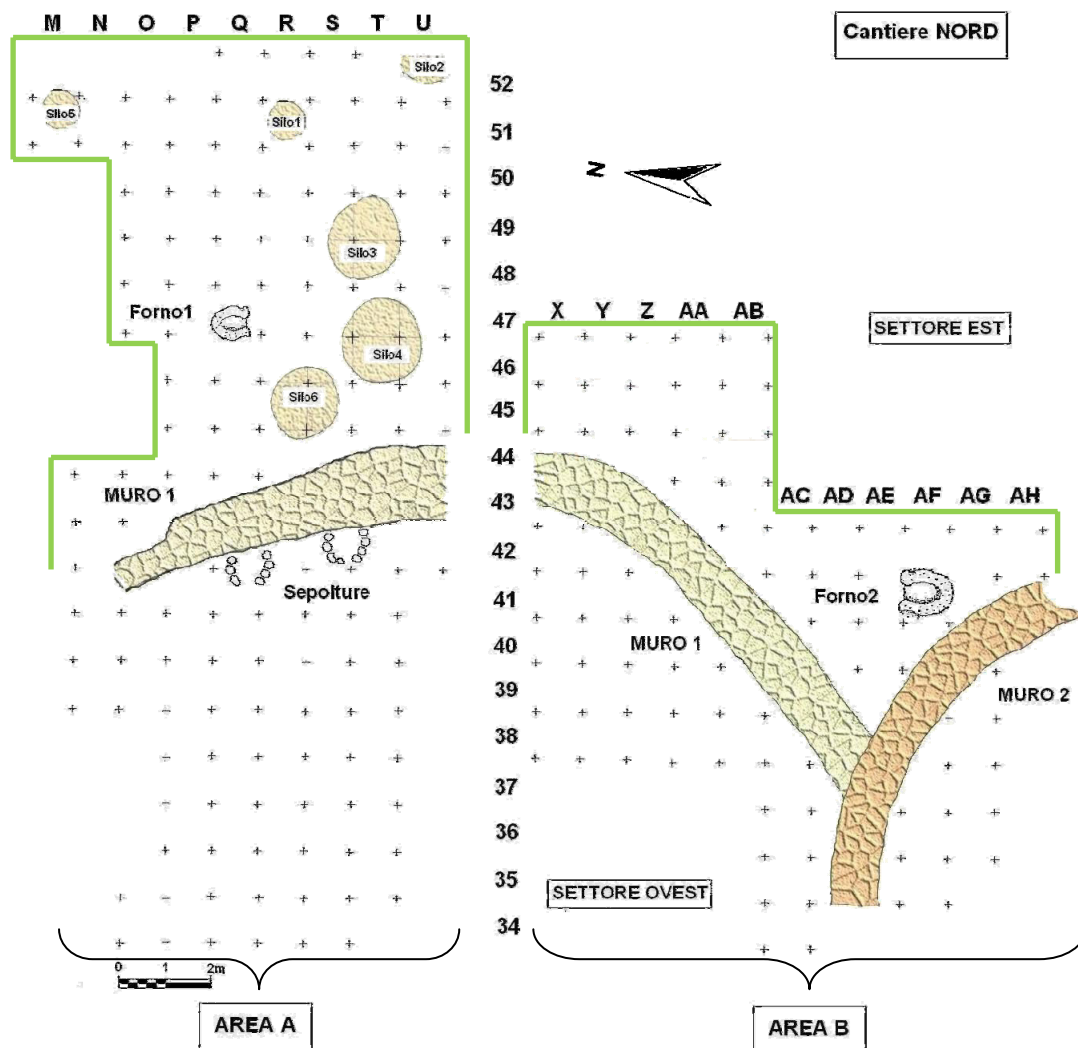 M N O P Q R S T U
Cantiere NORD
Silo2
52
Silo5
Silo1
51
50
N
49
Silo3
48
Forno1
47
X Y Z AA AB
SETTORE EST
Silo4
46
Silo6
45
44
MURO 1
43
AC AD AE AF AG AH
42
Sepolture
41
Forno2
40
MURO 1
39
MURO 2
38
37
36
35
SETTORE OVEST
34
0 1 2m
AREA A
AREA B